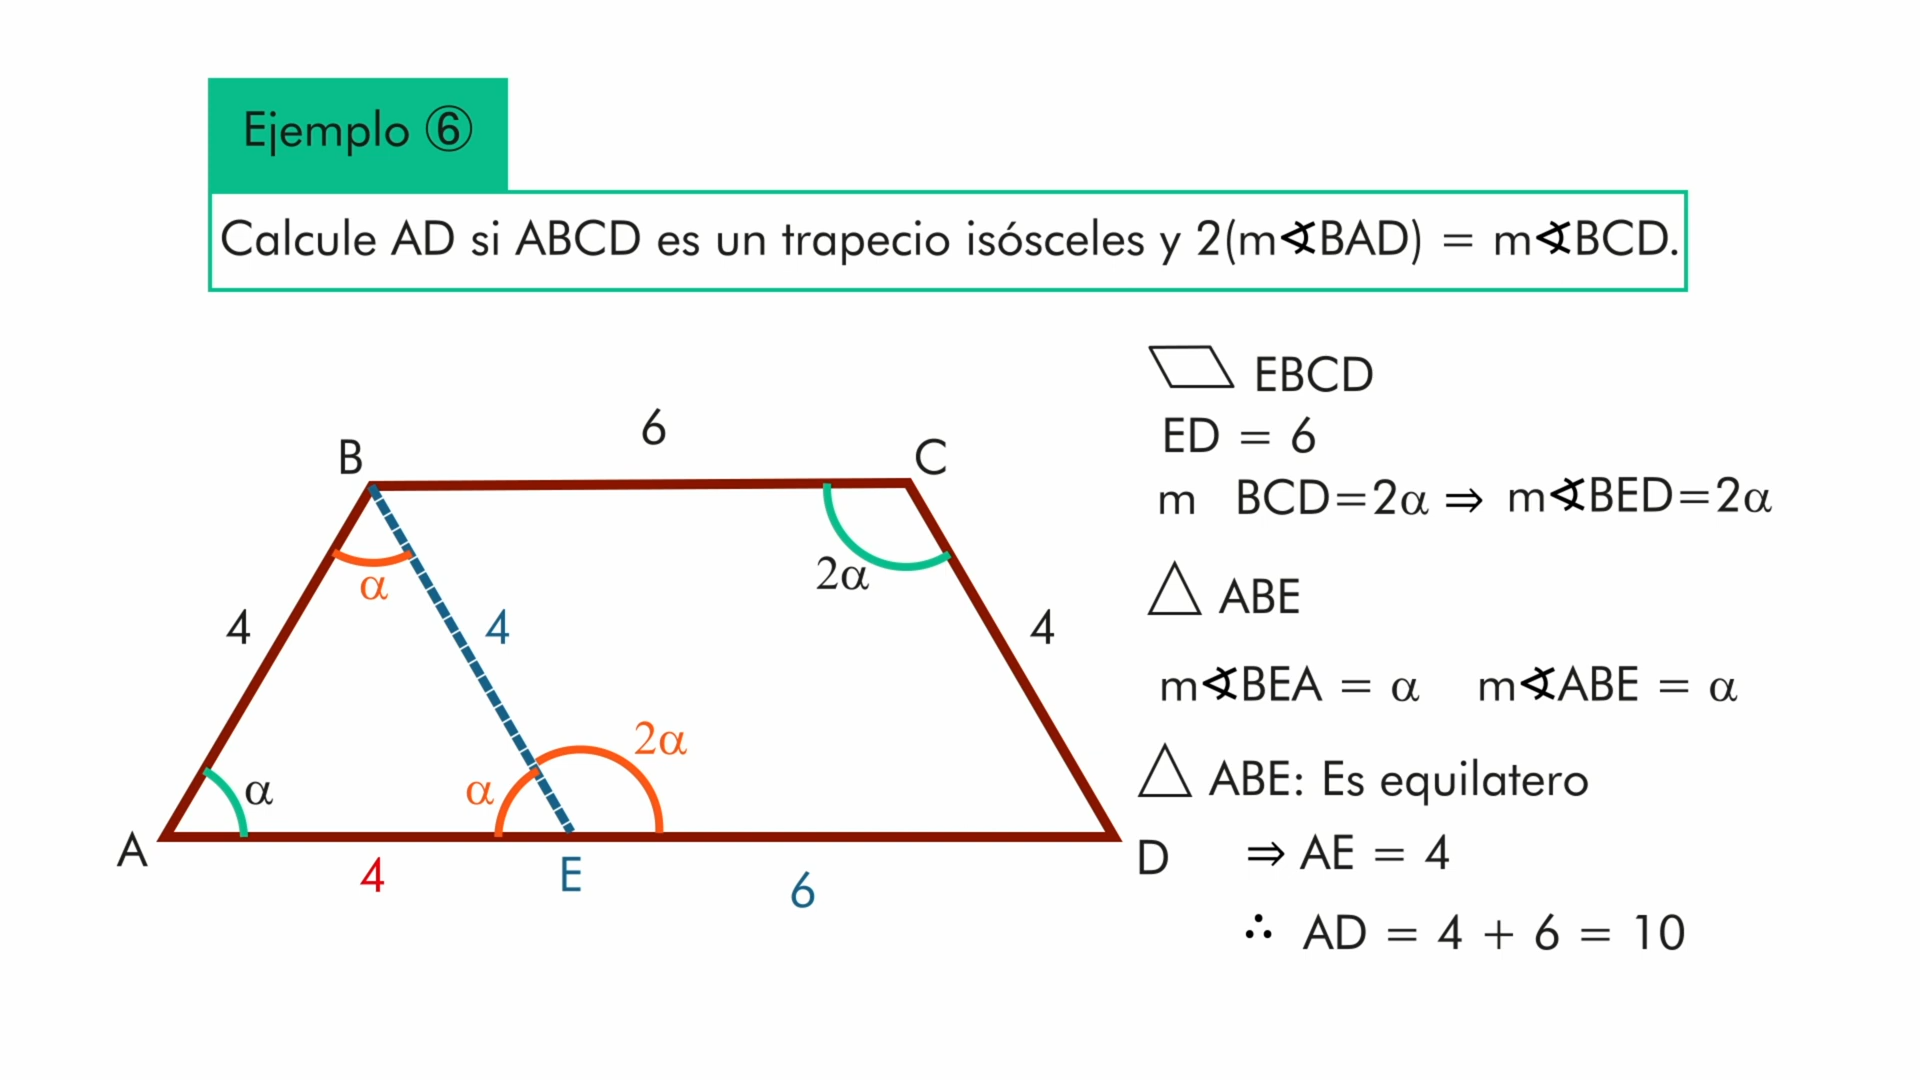 Ejemplo ⑥
Calcule AD si ABCD es un trapecio isósceles y 2(m∢BAD) = m∢BCD.
EBCD
ED = 6
m BCD=2α ⇒ m∢BED=2α
△ ABE
m∢BEA = α m∢ABE = α
△ ABE: Es equilatero
⇒ AE = 4
∴ AD = 4 + 6 = 10
6
B
C
α
2α
4
4
4
2α
α
α
A
D
4
E
6